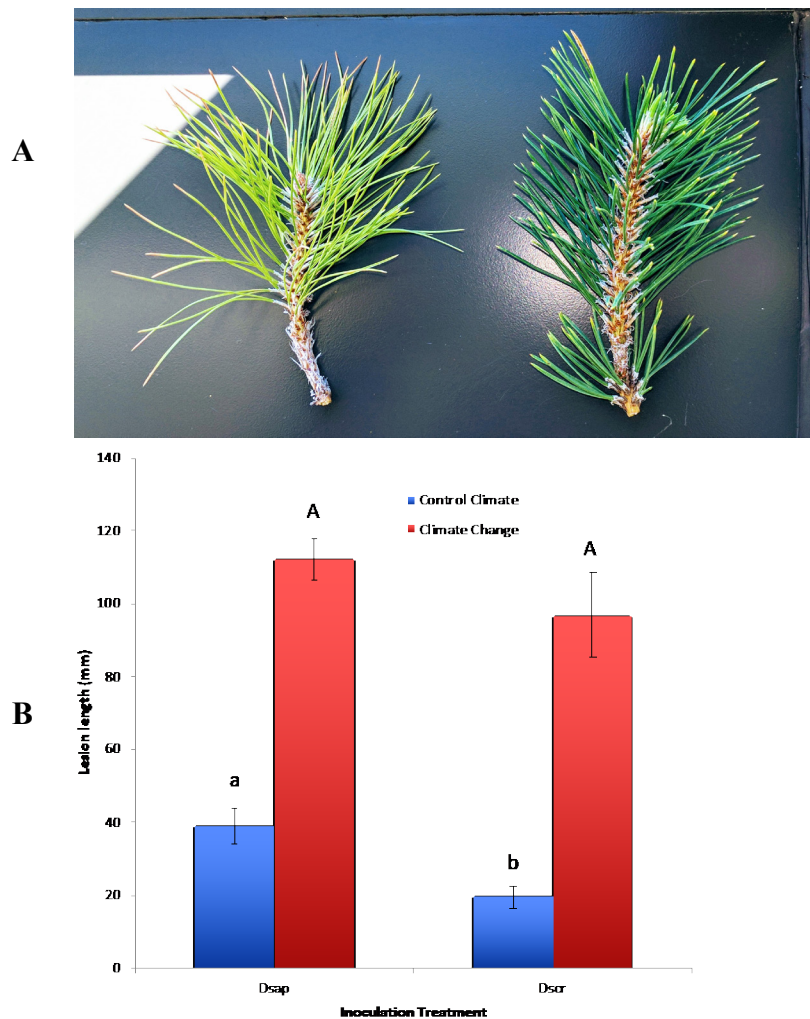 A
B
140
120
100
80
60
40
20
0
Lesion length (mm)
Control Climate
Climate Change
a
A
b
A
Dsap
Dscr
Inoculation Treatment